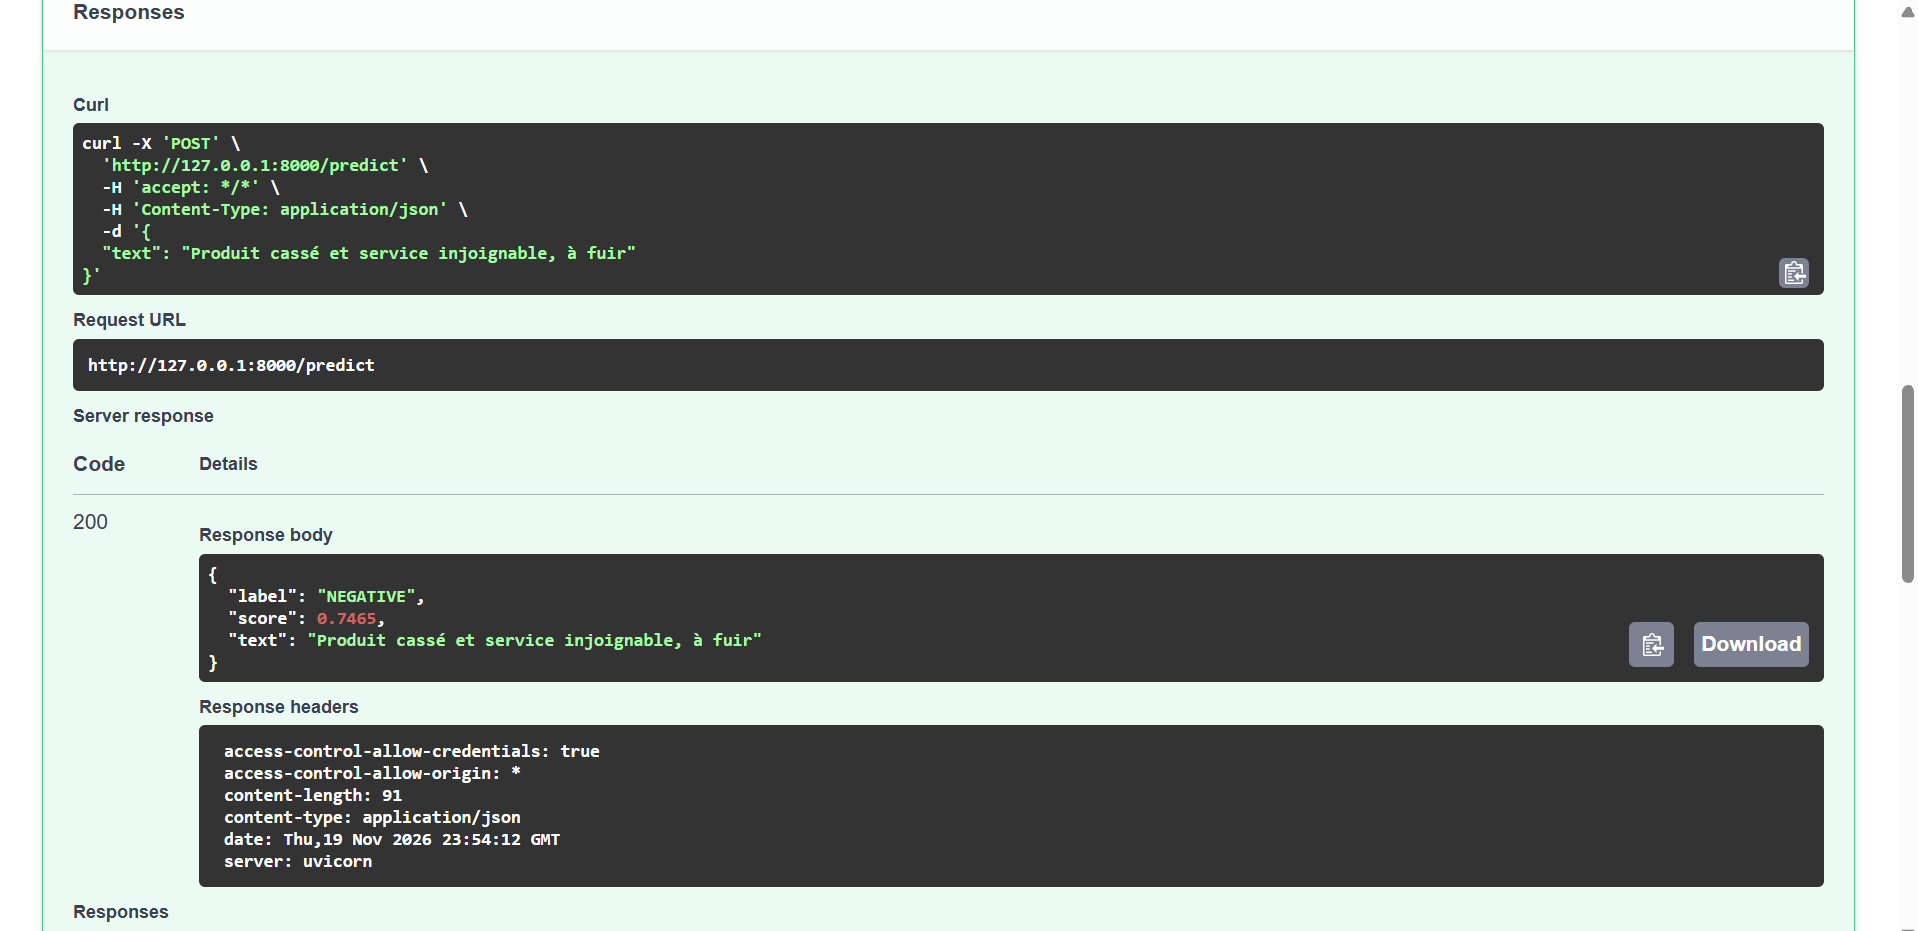 Responses
Curl
curl -X 'POST' \
  'http://127.0.0.1:8000/predict' \
  -H 'accept: */*' \
  -H 'Content-Type: application/json' \
  -d '{
  "text": "Produit cassé et service injoignable, à fuir"
}'
Request URL
http://127.0.0.1:8000/predict
Server response
Code Details
200
Response body
{
  "label": "NEGATIVE",
  "score": 0.7465,
  "text": "Produit cassé et service injoignable, à fuir"
}
Download
Response headers
access-control-allow-credentials: true
access-control-allow-origin: *
content-length: 91
content-type: application/json
date: Thu,19 Nov 2026 23:54:12 GMT
server: uvicorn
Responses